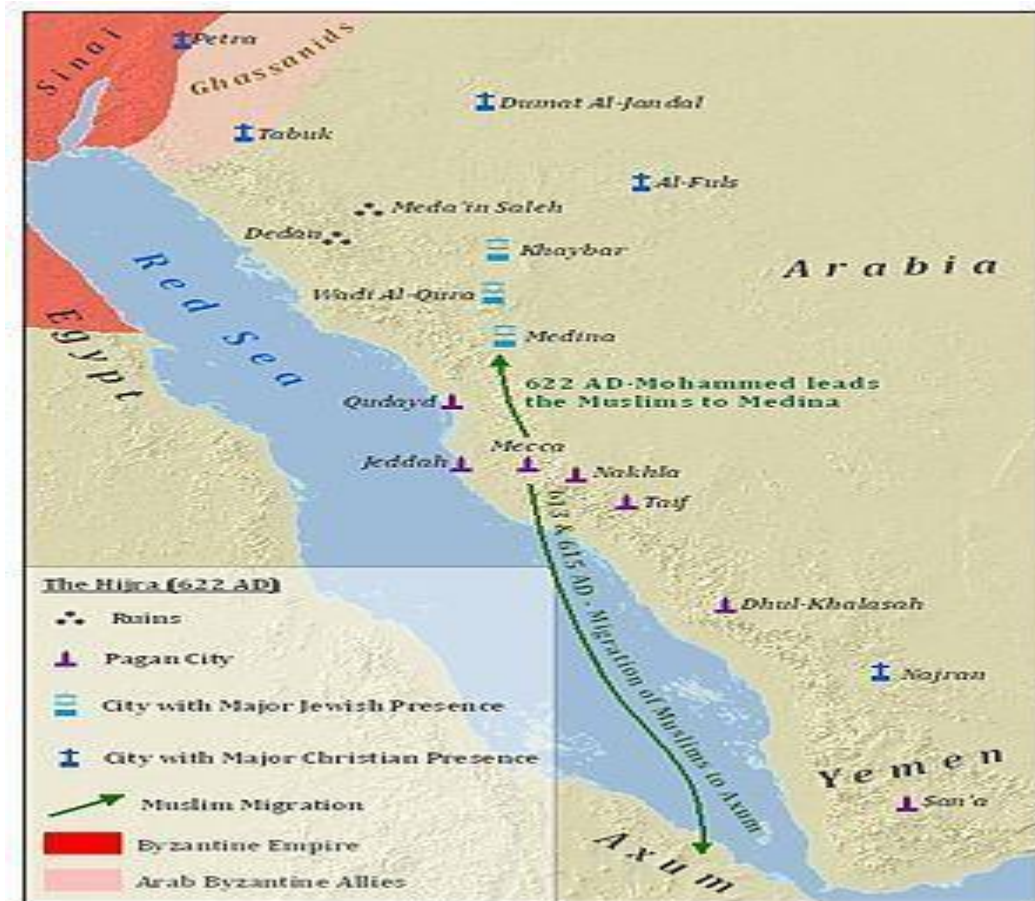 Petra
Sinai
Ghassanids
Dumat Al-Jandal
Tabuk
Al-Fuls
Meda'in Saleh
Dedan
Khaybar
Arabia
Red Sea
Wadi Al-Qura
Egypt
Medina
622 AD-Mohammed leads
the Muslims to Medina
Qudayd
Mecca
Jeddah
Nakhla
Taif
613 & 615 AD - Migration of Muslims to Axum
Dhul-Khalasah
Najran
Yemen
San'a
Axum
The Hijra (622 AD)
Ruins
Pagan City
City with Major Jewish Presence
City with Major Christian Presence
Muslim Migration
Byzantine Empire
Arab Byzantine Allies